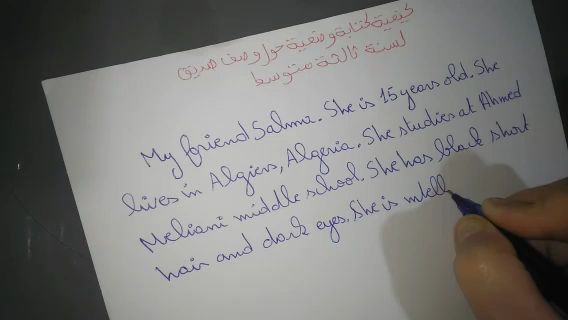 كيفية كتابة وضعية حول وصف صديق
لسنة ثالثة متوسط
My friend Salma. She is 15 years old. She
lives in Algiers, Algeria. She studies at Ahmed
Meliani middle school. She has black short
hair and dark eyes. She is